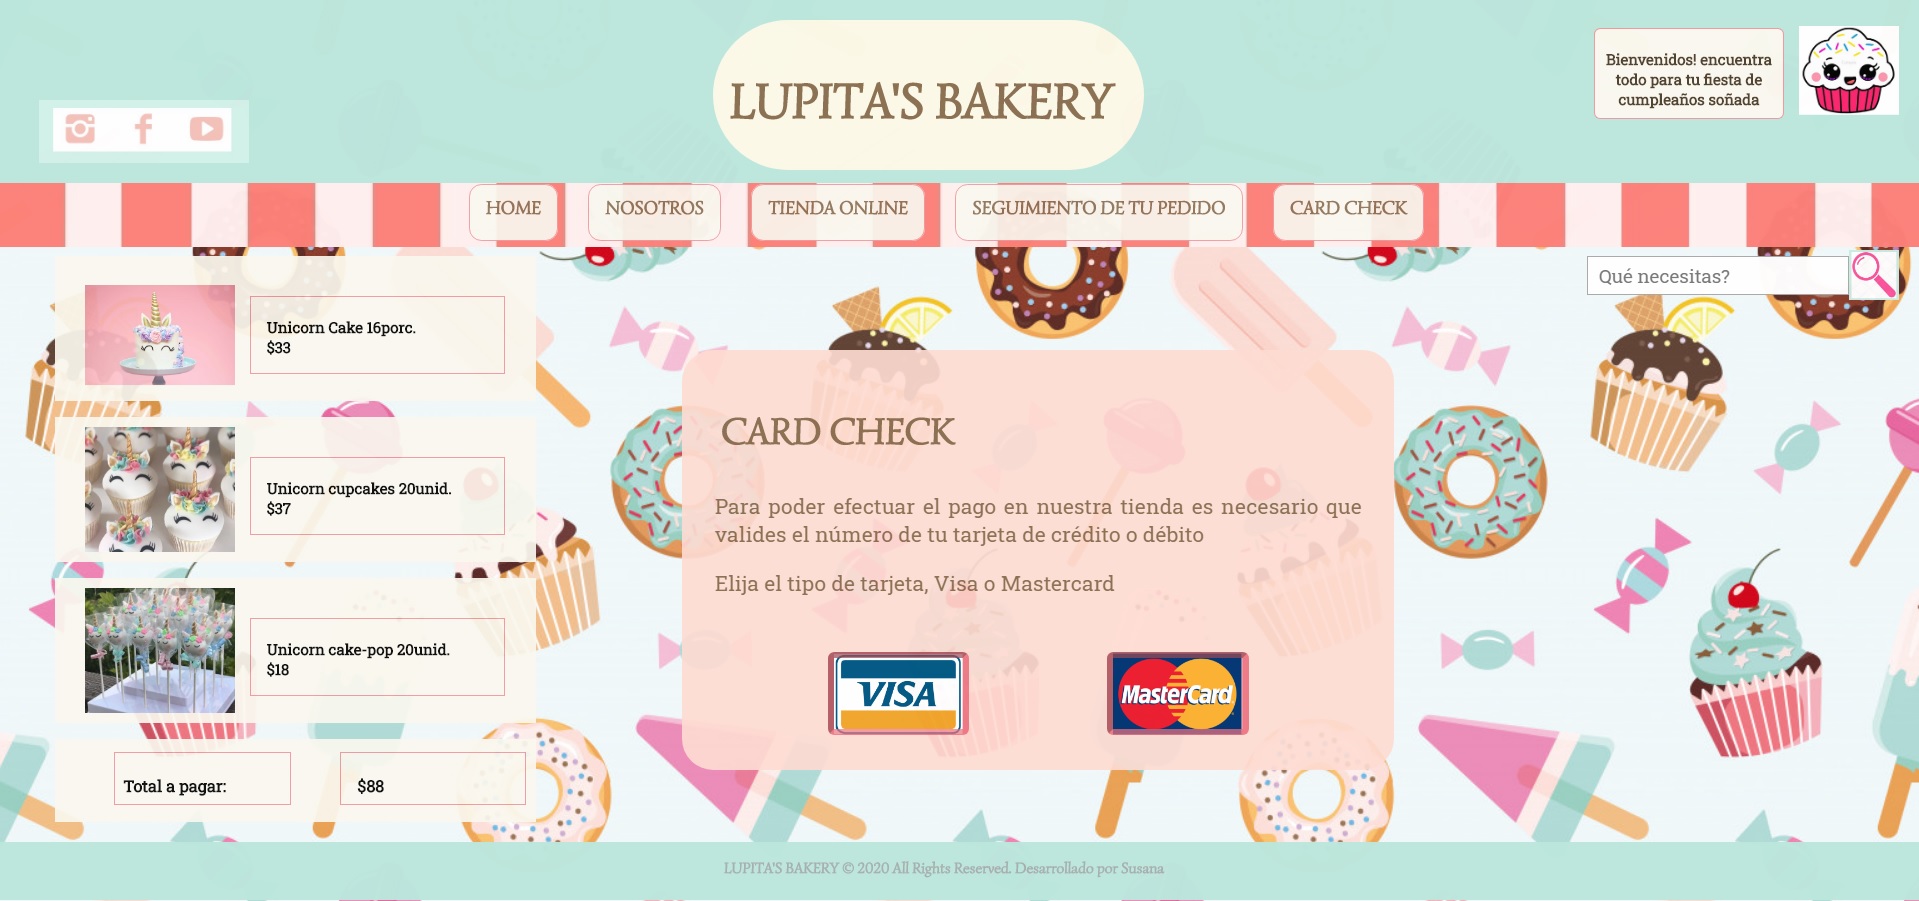 LUPITA'S BAKERY
Bienvenidos! encuentra
todo para tu fiesta de
cumpleaños soñada
HOME
NOSOTROS
TIENDA ONLINE
SEGUIMIENTO DE TU PEDIDO
CARD CHECK
Qué necesitas?
Unicorn Cake 16porc.
$33
Unicorn cupcakes 20unid.
$37
Unicorn cake-pop 20unid.
$18
Total a pagar:
$88
CARD CHECK
Para poder efectuar el pago en nuestra tienda es necesario que
valides el número de tu tarjeta de crédito o débito
Elija el tipo de tarjeta, Visa o Mastercard
VISA
MasterCard
LUPITA'S BAKERY © 2020 All Rights Reserved. Desarrollado por Susana